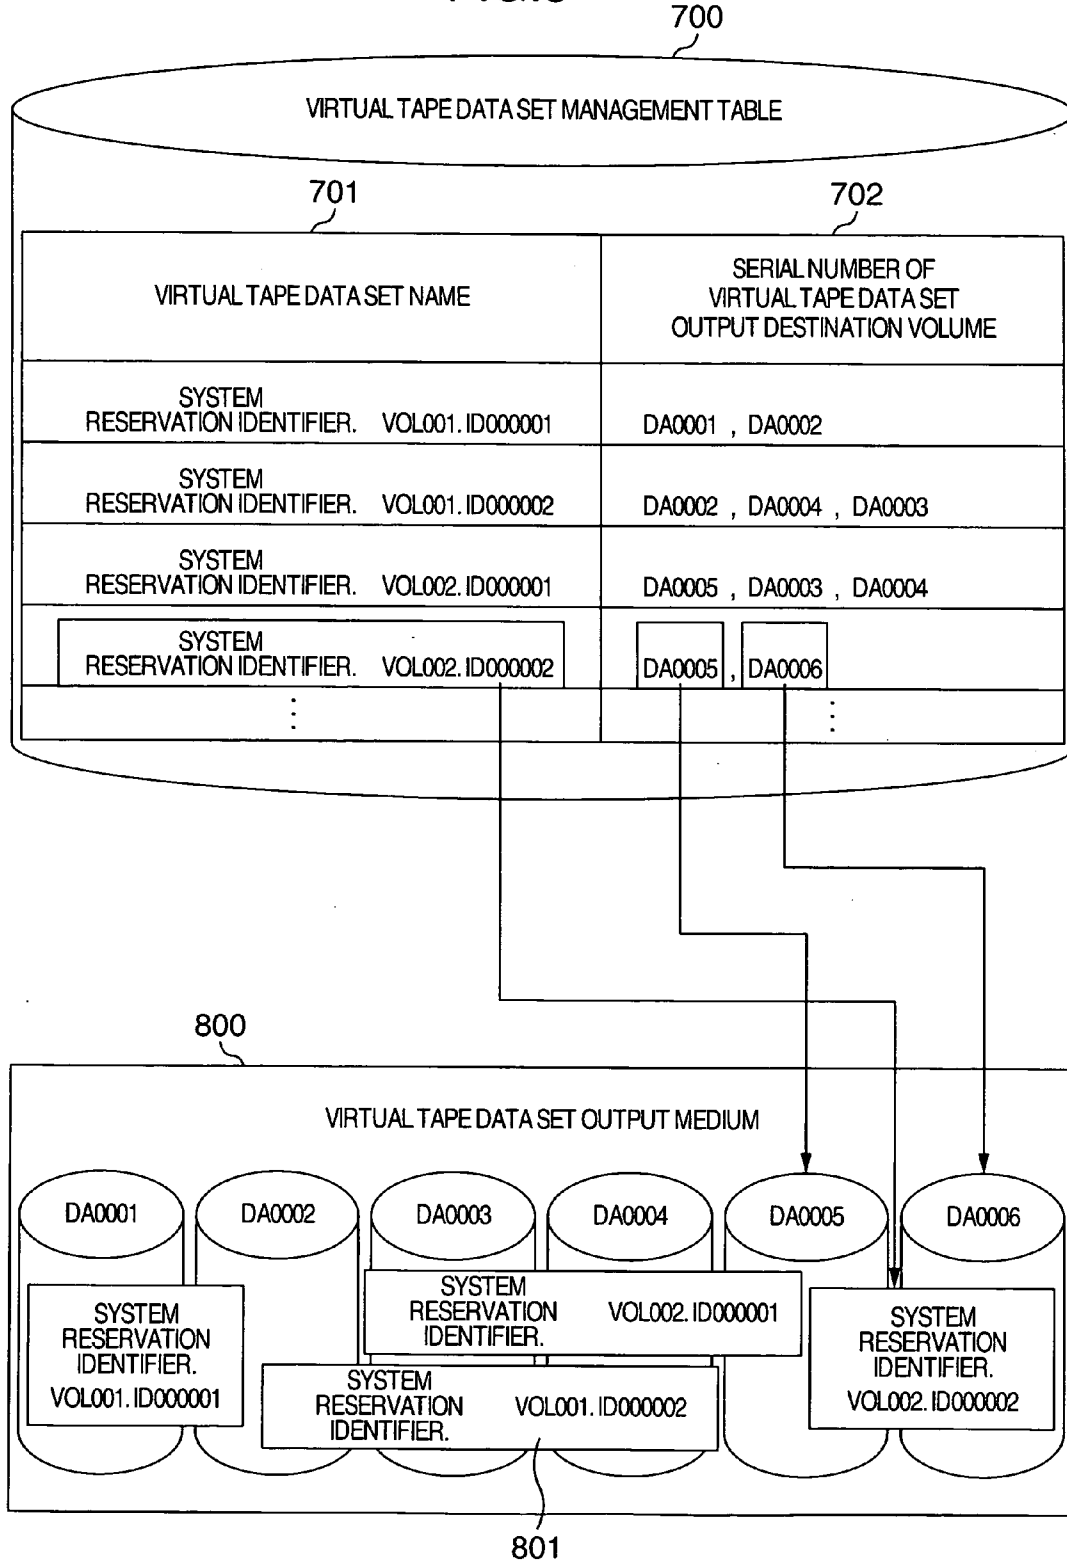 700
VIRTUAL TAPE DATA SET MANAGEMENT TABLE
701
702
VIRTUAL TAPE DATA SET NAME
SERIAL NUMBER OF
VIRTUAL TAPE DATA SET
OUTPUT DESTINATION VOLUME
SYSTEM
RESERVATION IDENTIFIER. VOL001. ID000001
DA0001 , DA0002
SYSTEM
RESERVATION IDENTIFIER. VOL001. ID000002
DA0002 , DA0004 , DA0003
SYSTEM
RESERVATION IDENTIFIER. VOL002. ID000001
DA0005 , DA0003 , DA0004
SYSTEM
RESERVATION IDENTIFIER. VOL002. ID000002
DA0005 , DA0006
800
VIRTUAL TAPE DATA SET OUTPUT MEDIUM
DA0001
DA0002
DA0003
DA0004
DA0005
DA0006
SYSTEM
RESERVATION
IDENTIFIER.
VOL001. ID000001
SYSTEM
RESERVATION
IDENTIFIER.
VOL002. ID000001
SYSTEM
RESERVATION
IDENTIFIER.
VOL001. ID000002
SYSTEM
RESERVATION
IDENTIFIER.
VOL002. ID000002
801